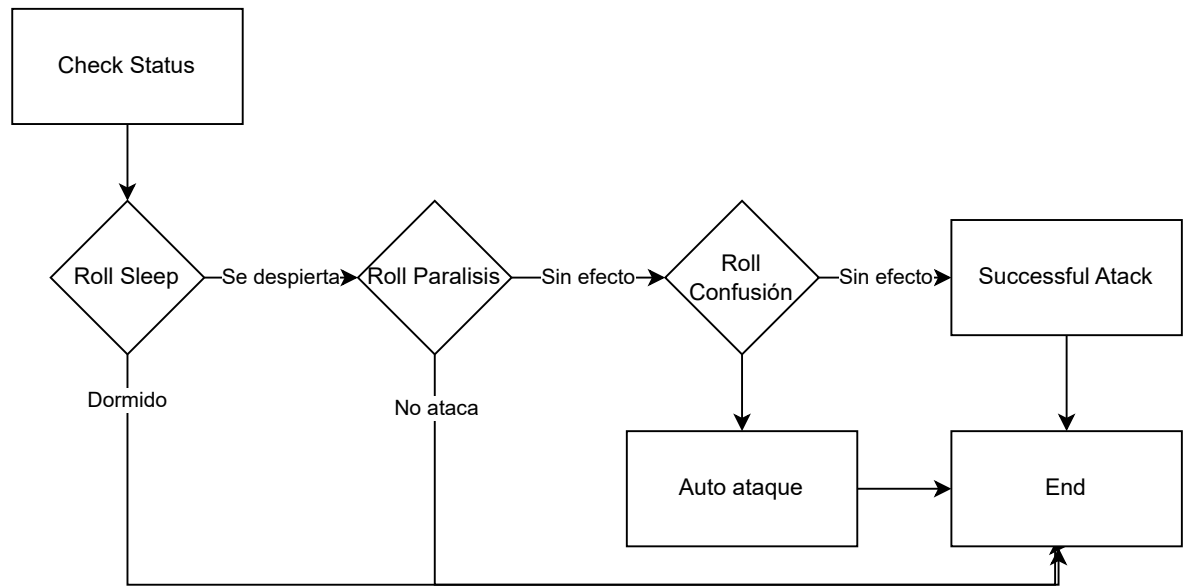 Check Status
Roll Sleep
Se despierta
Roll Paralisis
Sin efecto
Roll
Confusión
Sin efecto
Successful Atack
Dormido
No ataca
Auto ataque
End